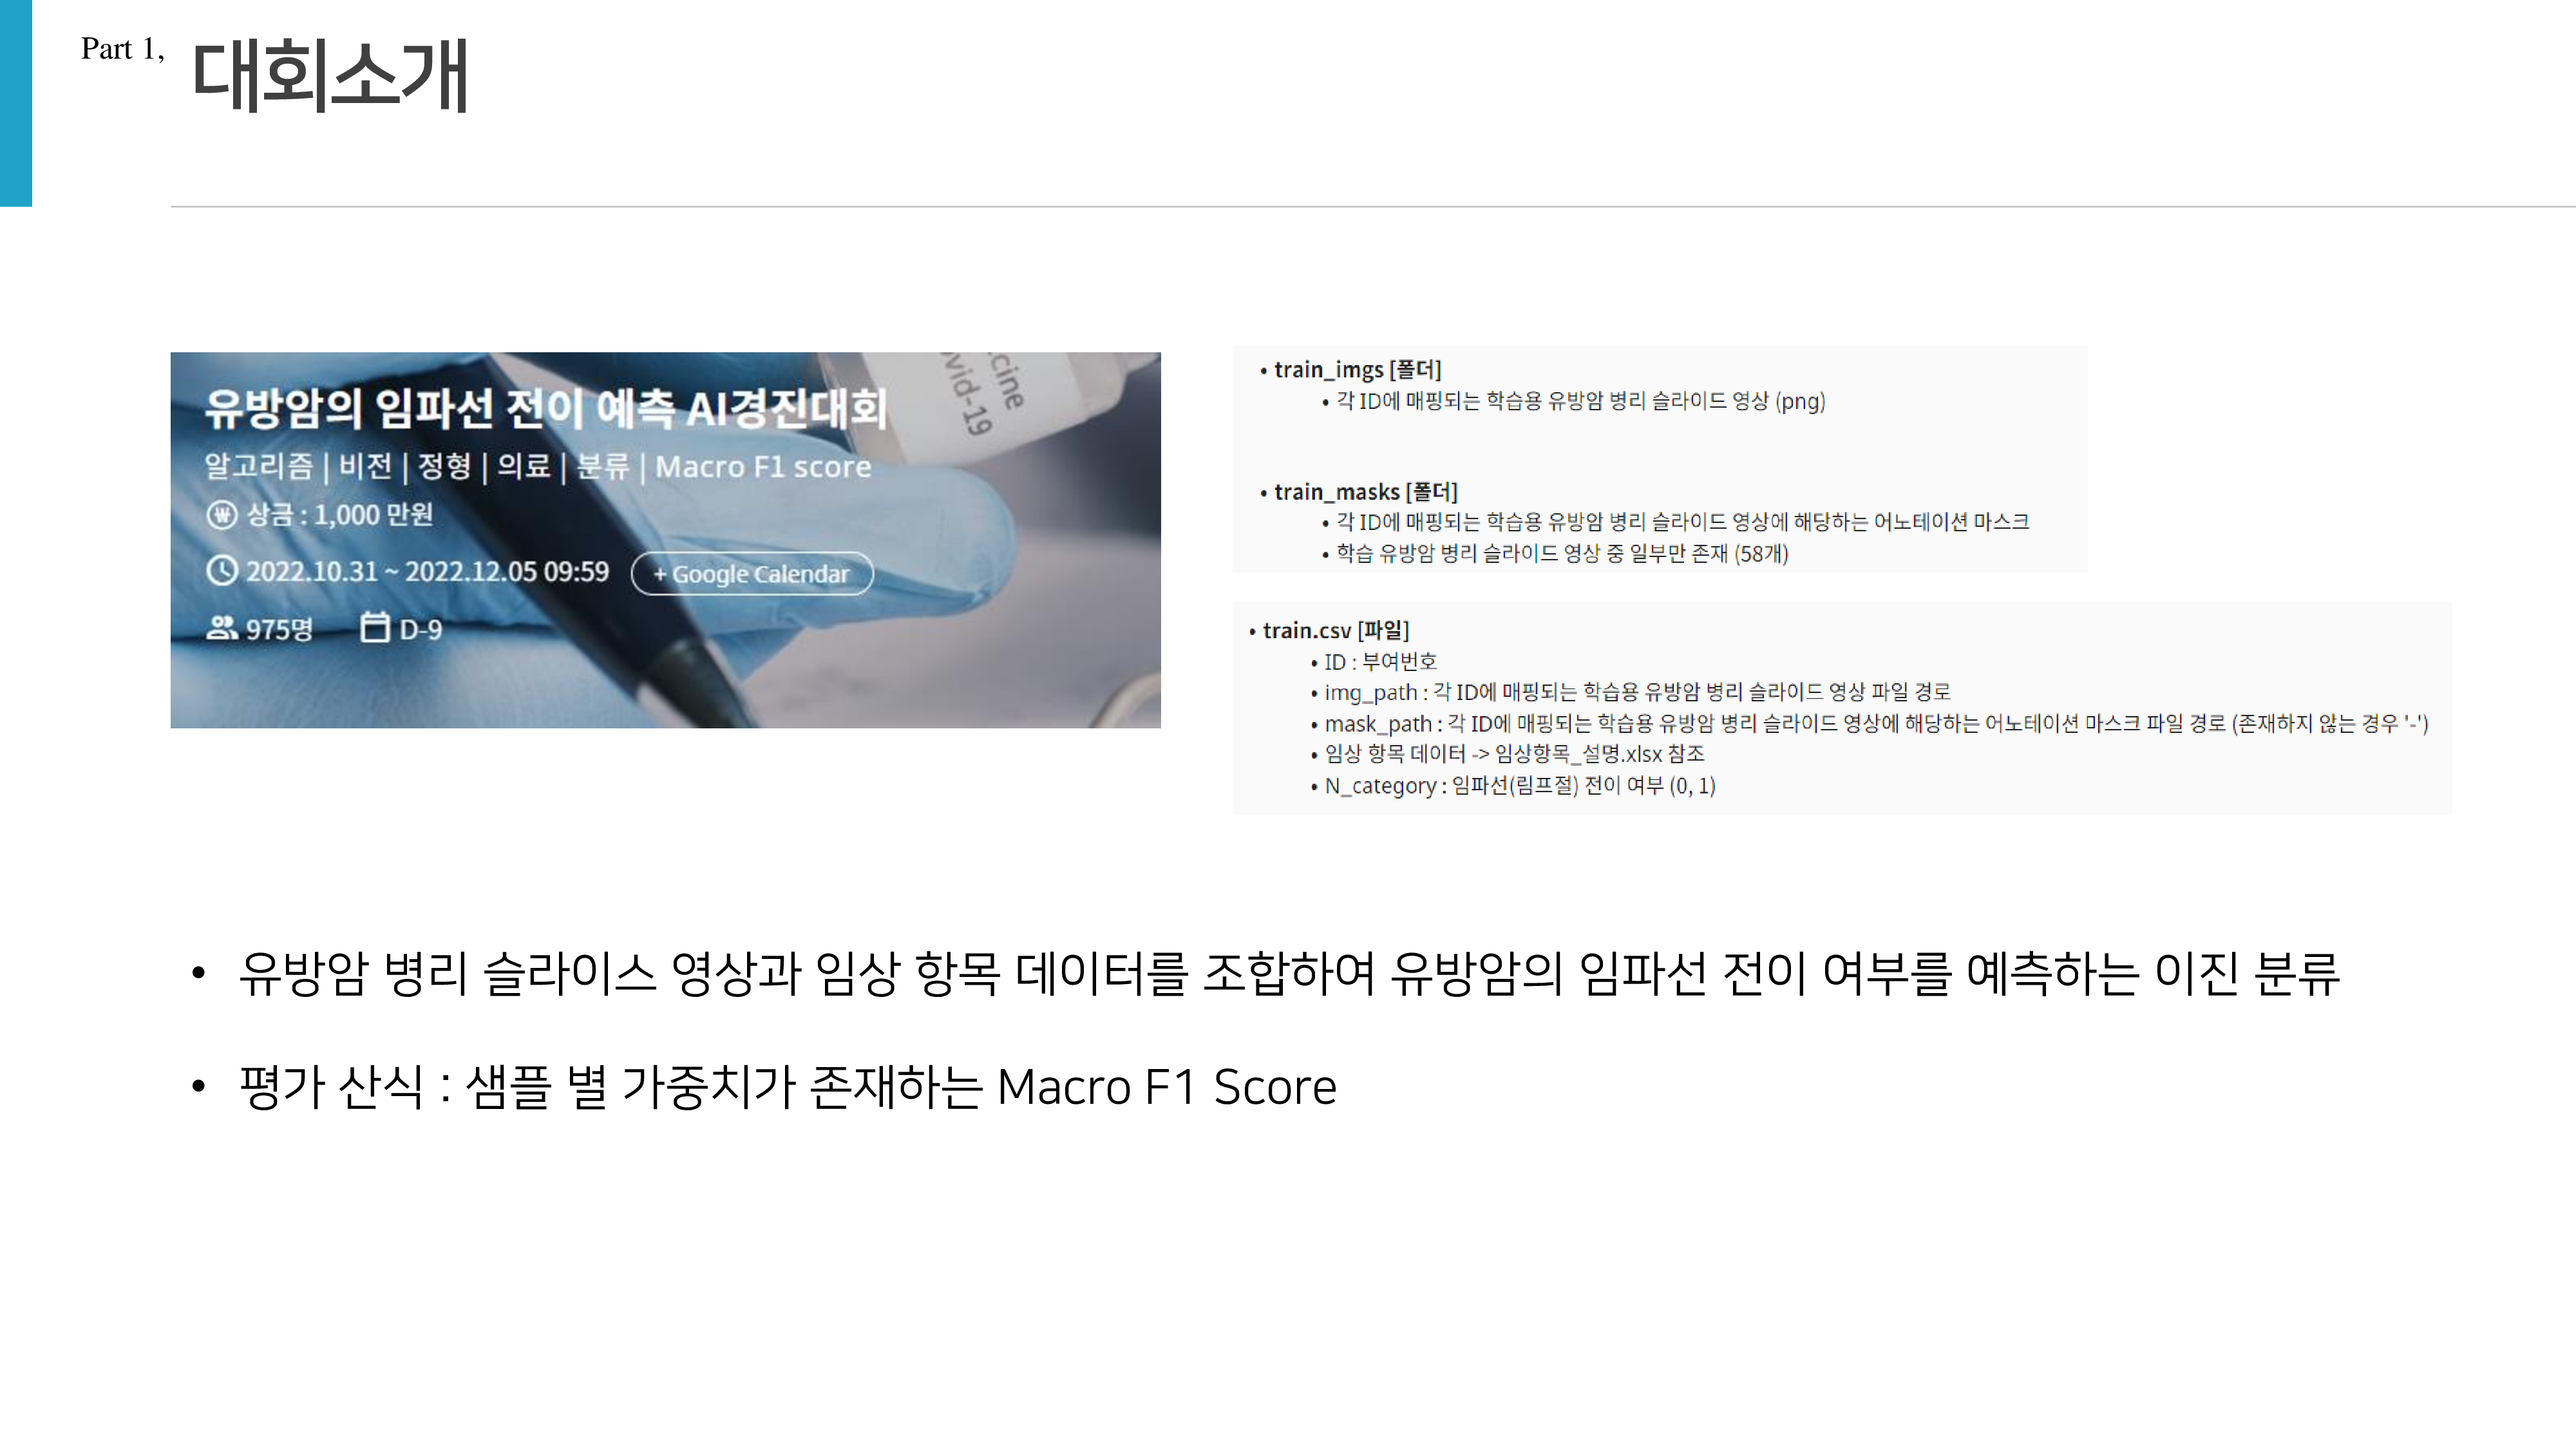 Part 1,
대회소개
유방암의 임파선 전이 예측 AI경진대회
알고리즘 | 비전 | 정형 | 의료 | 분류 | Macro F1 score
상금 : 1,000 만원
2022.10.31 ~ 2022.12.05 09:59 + Google Calendar
975명 D-9
ccine
ovid-19
• train_imgs [폴더]
• 각 ID에 매핑되는 학습용 유방암 병리 슬라이드 영상 (png)
• train_masks [폴더]
• 각 ID에 매핑되는 학습용 유방암 병리 슬라이드 영상에 해당하는 어노테이션 마스크
• 학습 유방암 병리 슬라이드 영상 중 일부만 존재 (58개)
• train.csv [파일]
• ID : 부여번호
• img_path : 각 ID에 매핑되는 학습용 유방암 병리 슬라이드 영상 파일 경로
• mask_path : 각 ID에 매핑되는 학습용 유방암 병리 슬라이드 영상에 해당하는 어노테이션 마스크 파일 경로 (존재하지 않는 경우 '-')
• 임상 항목 데이터 -> 임상항목_설명.xlsx 참조
• N_category : 임파선(림프절) 전이 여부 (0, 1)
• 유방암 병리 슬라이스 영상과 임상 항목 데이터를 조합하여 유방암의 임파선 전이 여부를 예측하는 이진 분류
• 평가 산식 : 샘플 별 가중치가 존재하는 Macro F1 Score